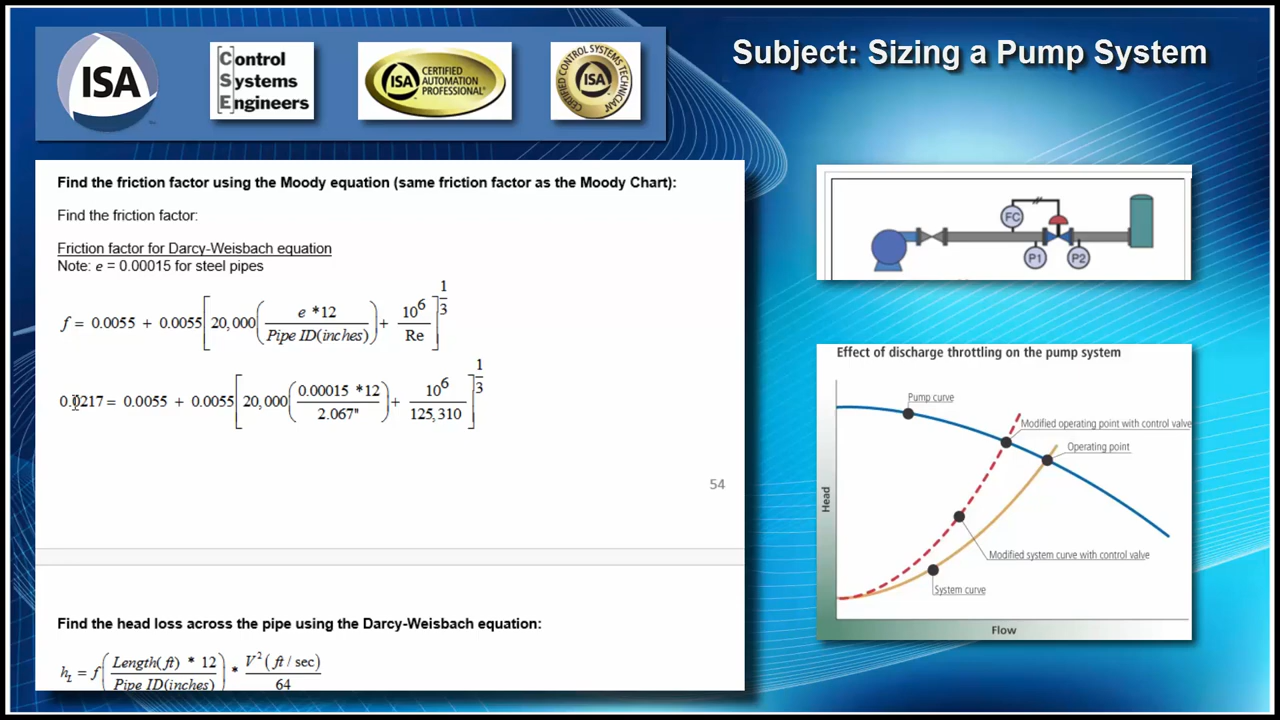 Subject: Sizing a Pump System
ISA
[C]ontrol
Systems
Engineers
ISA
CERTIFIED
AUTOMATION
PROFESSIONAL®
CERTIFIED CONTROL SYSTEMS TECHNICIAN
ISA
Find the friction factor using the Moody equation (same friction factor as the Moody Chart):
Find the friction factor:
Friction factor for Darcy-Weisbach equation
Note: e = 0.00015 for steel pipes
f = 0.0055 + 0.0055[20,000(e *12 / Pipe ID(inches)) + 10^6 / Re]^1/3
0.0217 = 0.0055 + 0.0055[20,000(0.00015 *12 / 2.067") + 10^6 / 125,310]^1/3
54
Find the head loss across the pipe using the Darcy-Weisbach equation:
h_L = f(Length(ft) * 12 / Pipe ID(inches)) * V^2(ft / sec) / 64
FC
P1
P2
Effect of discharge throttling on the pump system
Pump curve
Modified operating point with control valve
Operating point
Head
Modified system curve with control valve
System curve
Flow